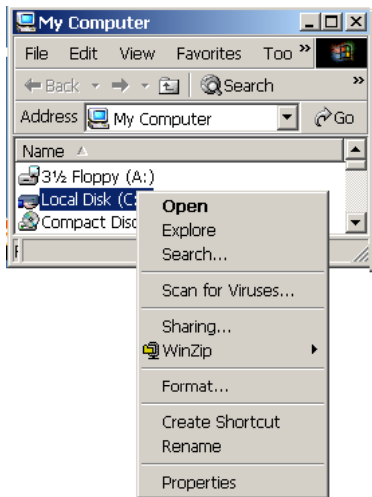 My Computer
File Edit View Favorites Too »
Back Search »
Address My Computer Go
Name
3½ Floppy (A:)
Local Disk (C:
Compact Disc
Open
Explore
Search...
Scan for Viruses...
Sharing...
WinZip
Format...
Create Shortcut
Rename
Properties